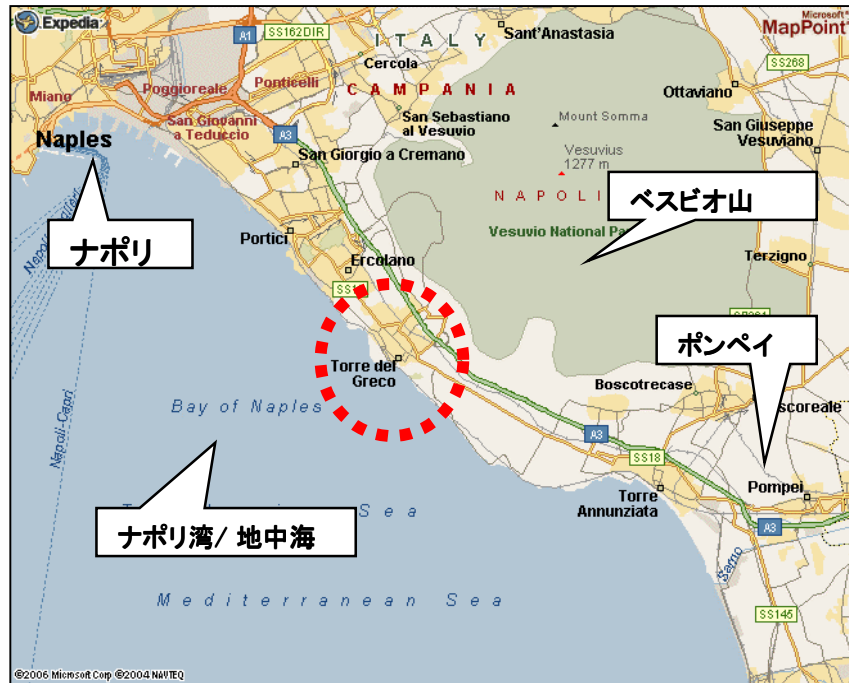 Expedia
Microsoft
MapPoint
A1
SS162DIR
ITALY
Sant'Anastasia
Cercola
SS268
Miano
Poggioreale
Ponticelli
CAMPANIA
Ottaviano
San Giovanni
a Teduccio
San Sebastiano
al Vesuvio
Mount Somma
San Giuseppe
Vesuviano
Naples
A3
San Giorgio a Cremano
Vesuvius
1277 m
NAPOLI
ベスビオ山
ナポリ
Portici
Vesuvio National
Ercolano
Terzigno
ポンペイ
Torre del
Greco
Boscotrecase
Bay of Naples
A3
SS18
Pompei
Torre
Annunziata
Sea
A3
ナポリ湾/ 地中海
Napoli-Capri
Sarno
Mediterranean Sea
SS145
©2006 Microsoft Corp ©2004 NAVTEQ